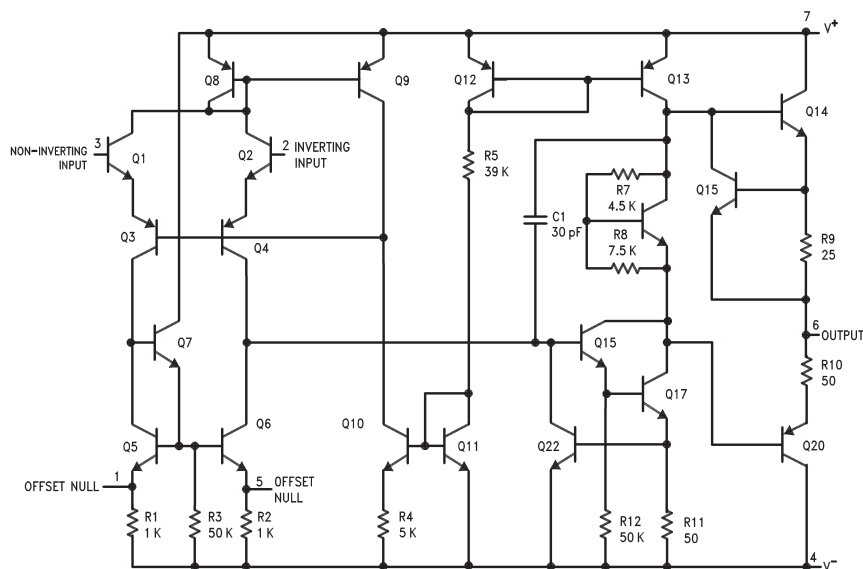 7
V+
Q8
Q9
Q12
Q13
Q14
3
NON-INVERTING
INPUT
Q1
Q2
2 INVERTING
INPUT
R5
39 K
R7
4.5 K
Q15
C1
30 pF
R8
7.5 K
R9
25
Q3
Q4
6
OUTPUT
Q7
Q15
R10
50
Q17
Q5
Q6
Q10
Q11
Q22
Q20
1
OFFSET NULL
5 OFFSET
NULL
R1
1 K
R3
50 K
R2
1 K
R4
5 K
R12
50 K
R11
50
4
V−